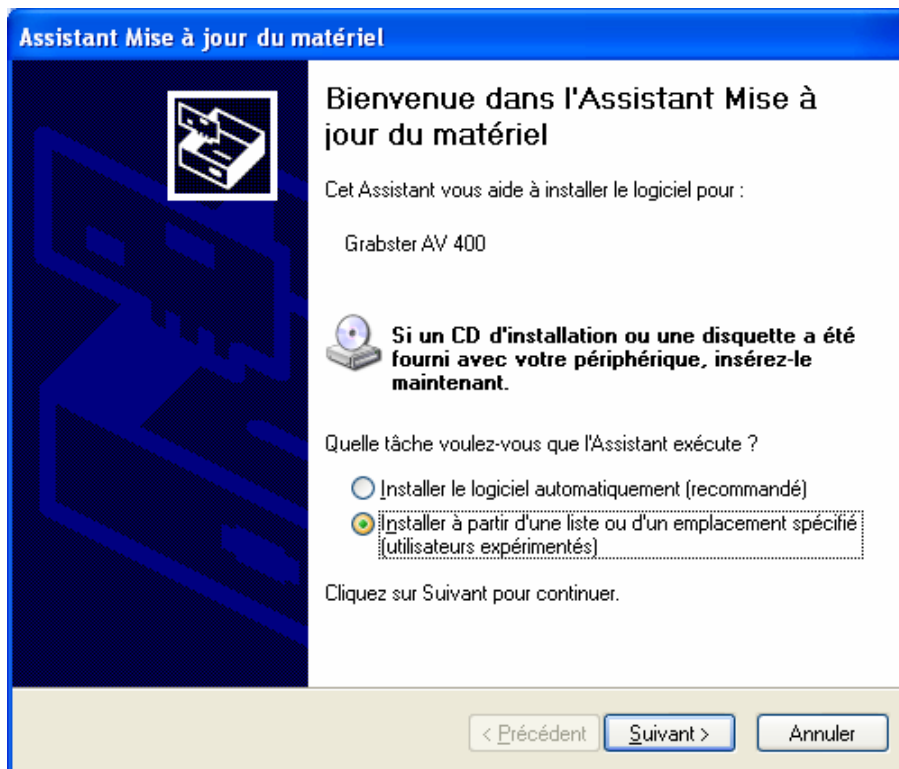 Assistant Mise à jour du matériel
Bienvenue dans l'Assistant Mise à
jour du matériel
Cet Assistant vous aide à installer le logiciel pour :
Grabster AV 400
Si un CD d'installation ou une disquette a été
fourni avec votre périphérique, insérez-le
maintenant.
Quelle tâche voulez-vous que l'Assistant exécute ?
Installer le logiciel automatiquement (recommandé)
Installer à partir d'une liste ou d'un emplacement spécifié
(utilisateurs expérimentés)
Cliquez sur Suivant pour continuer.
< Précédent Suivant > Annuler